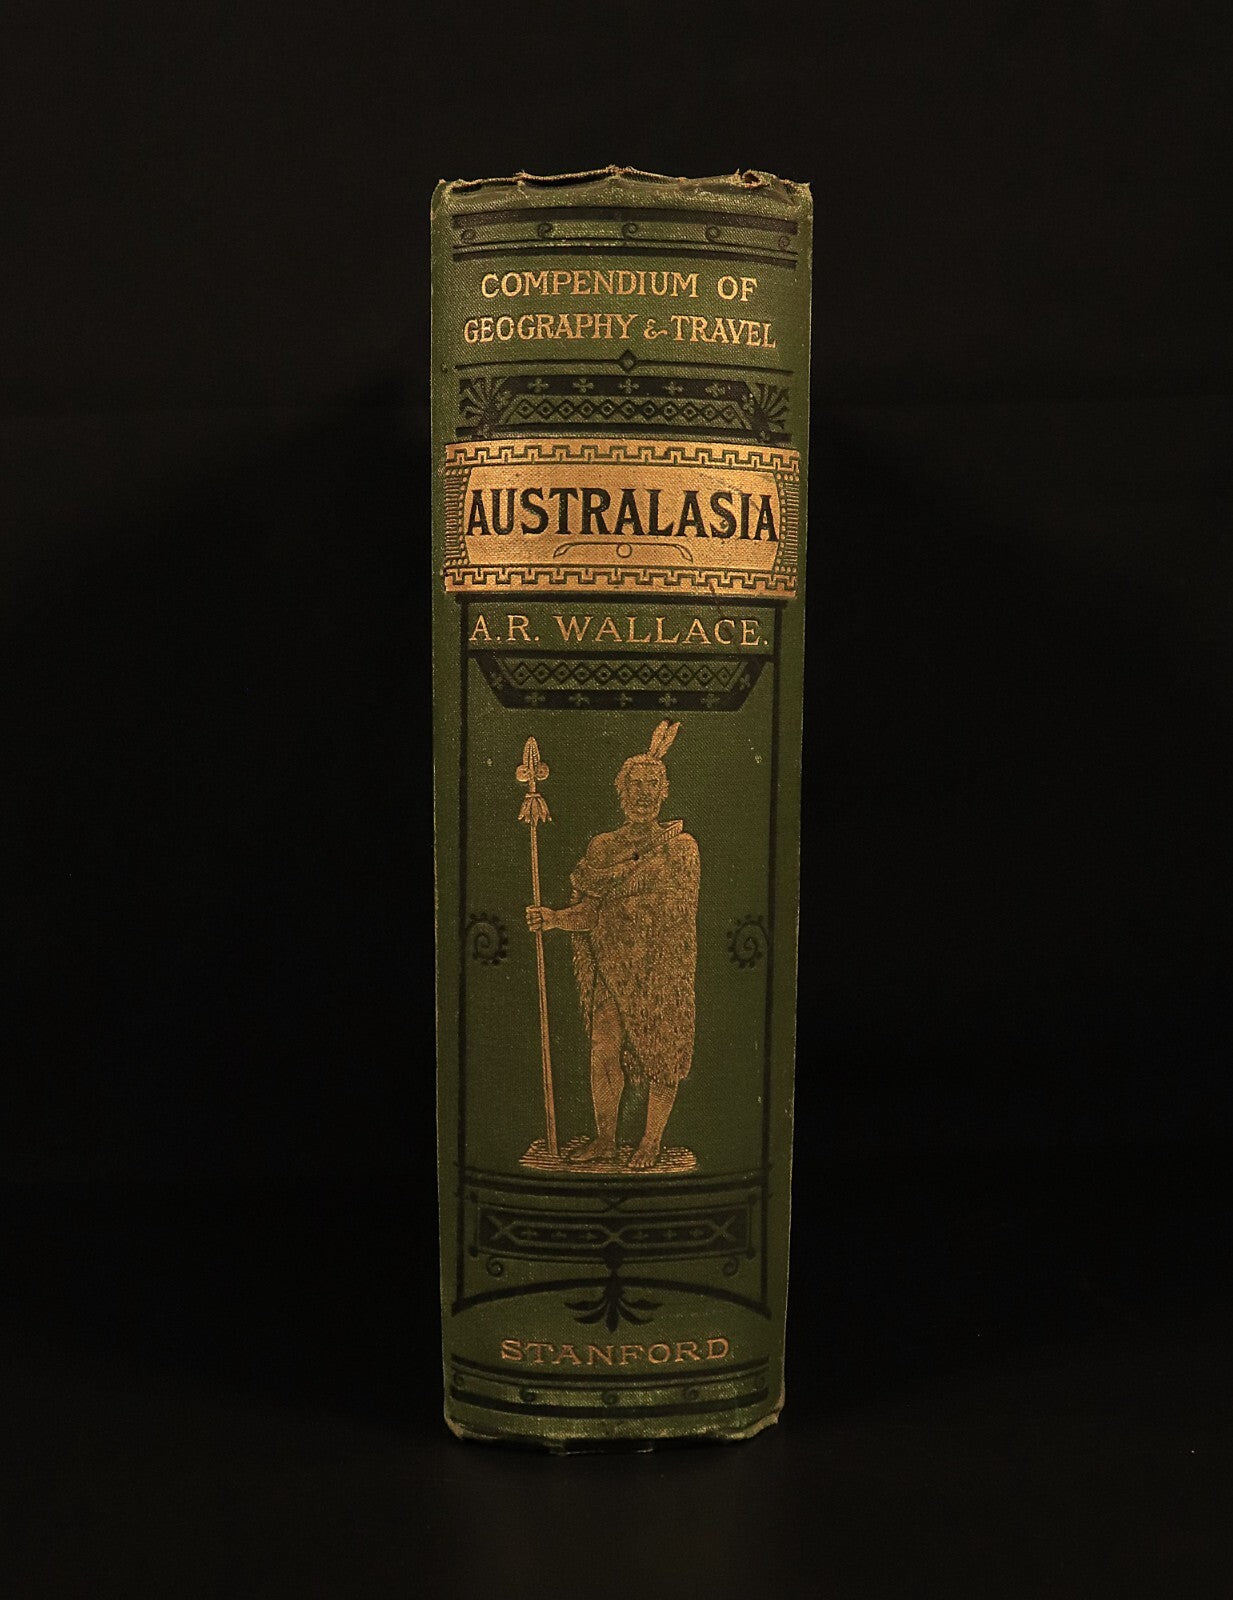 COMPENDIUM OF
GEOGRAPHY & TRAVEL
AUSTRALASIA
A.R. WALLACE.
STANFORD